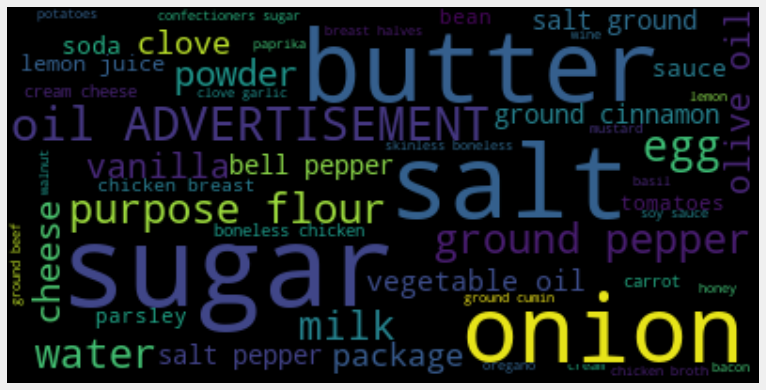 potatoes
confectioners sugar
breast halves
bean
salt ground
wine
soda
clove
paprika
butter
lemon juice
powder
sauce
cream cheese
clove garlic
lemon
olive oil
oil ADVERTISEMENT
ground cinnamon
mustard
skinless boneless
egg
walnut
vanilla
bell pepper
salt
chicken breast
basil
tomatoes
purpose flour
soy sauce
cheese
ground beef
boneless chicken
sugar
ground pepper
vegetable oil
carrot
honey
ground cumin
parsley
milk
onion
water
salt pepper
package
oregano
cream
chicken broth
bacon